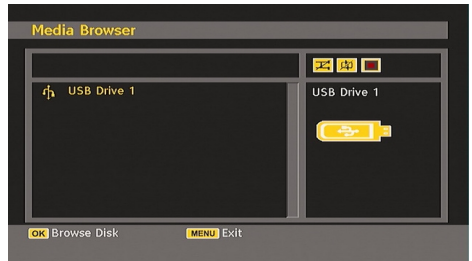 Media Browser
USB Drive 1
USB Drive 1
OK Browse Disk
MENU Exit